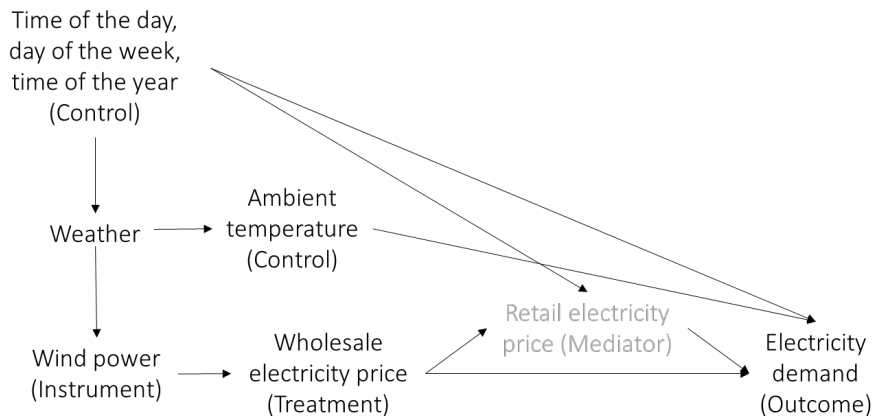 Time of the day,
day of the week,
time of the year
(Control)
Ambient
temperature
(Control)
Weather
Retail electricity
price (Mediator)
Wind power
(Instrument)
Wholesale
electricity price
(Treatment)
Electricity
demand
(Outcome)